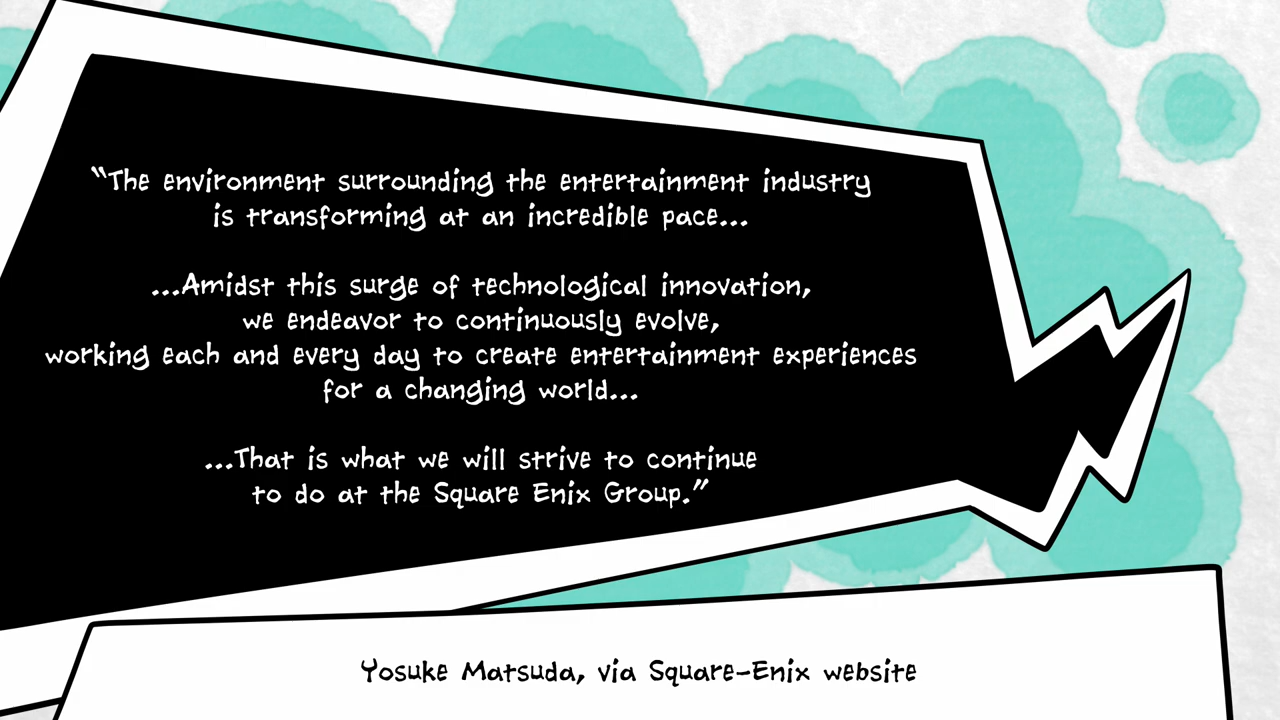 “The environment surrounding the entertainment industry
is transforming at an incredible pace...
...Amidst this surge of technological innovation,
we endeavor to continuously evolve,
working each and every day to create entertainment experiences
for a changing world...
...That is what we will strive to continue
to do at the Square Enix Group.”
Yosuke Matsuda, via Square-Enix website